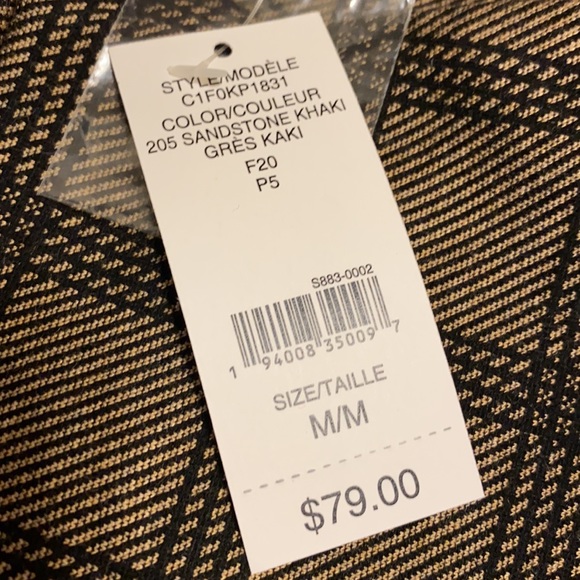 STYLE/MODÈLE
C1F0KP1831
COLOR/COULEUR
205 SANDSTONE KHAKI
GRÈS KAKI
F20
P5
S883-0002
1 94008 35009 7
SIZE/TAILLE
M/M
$79.00